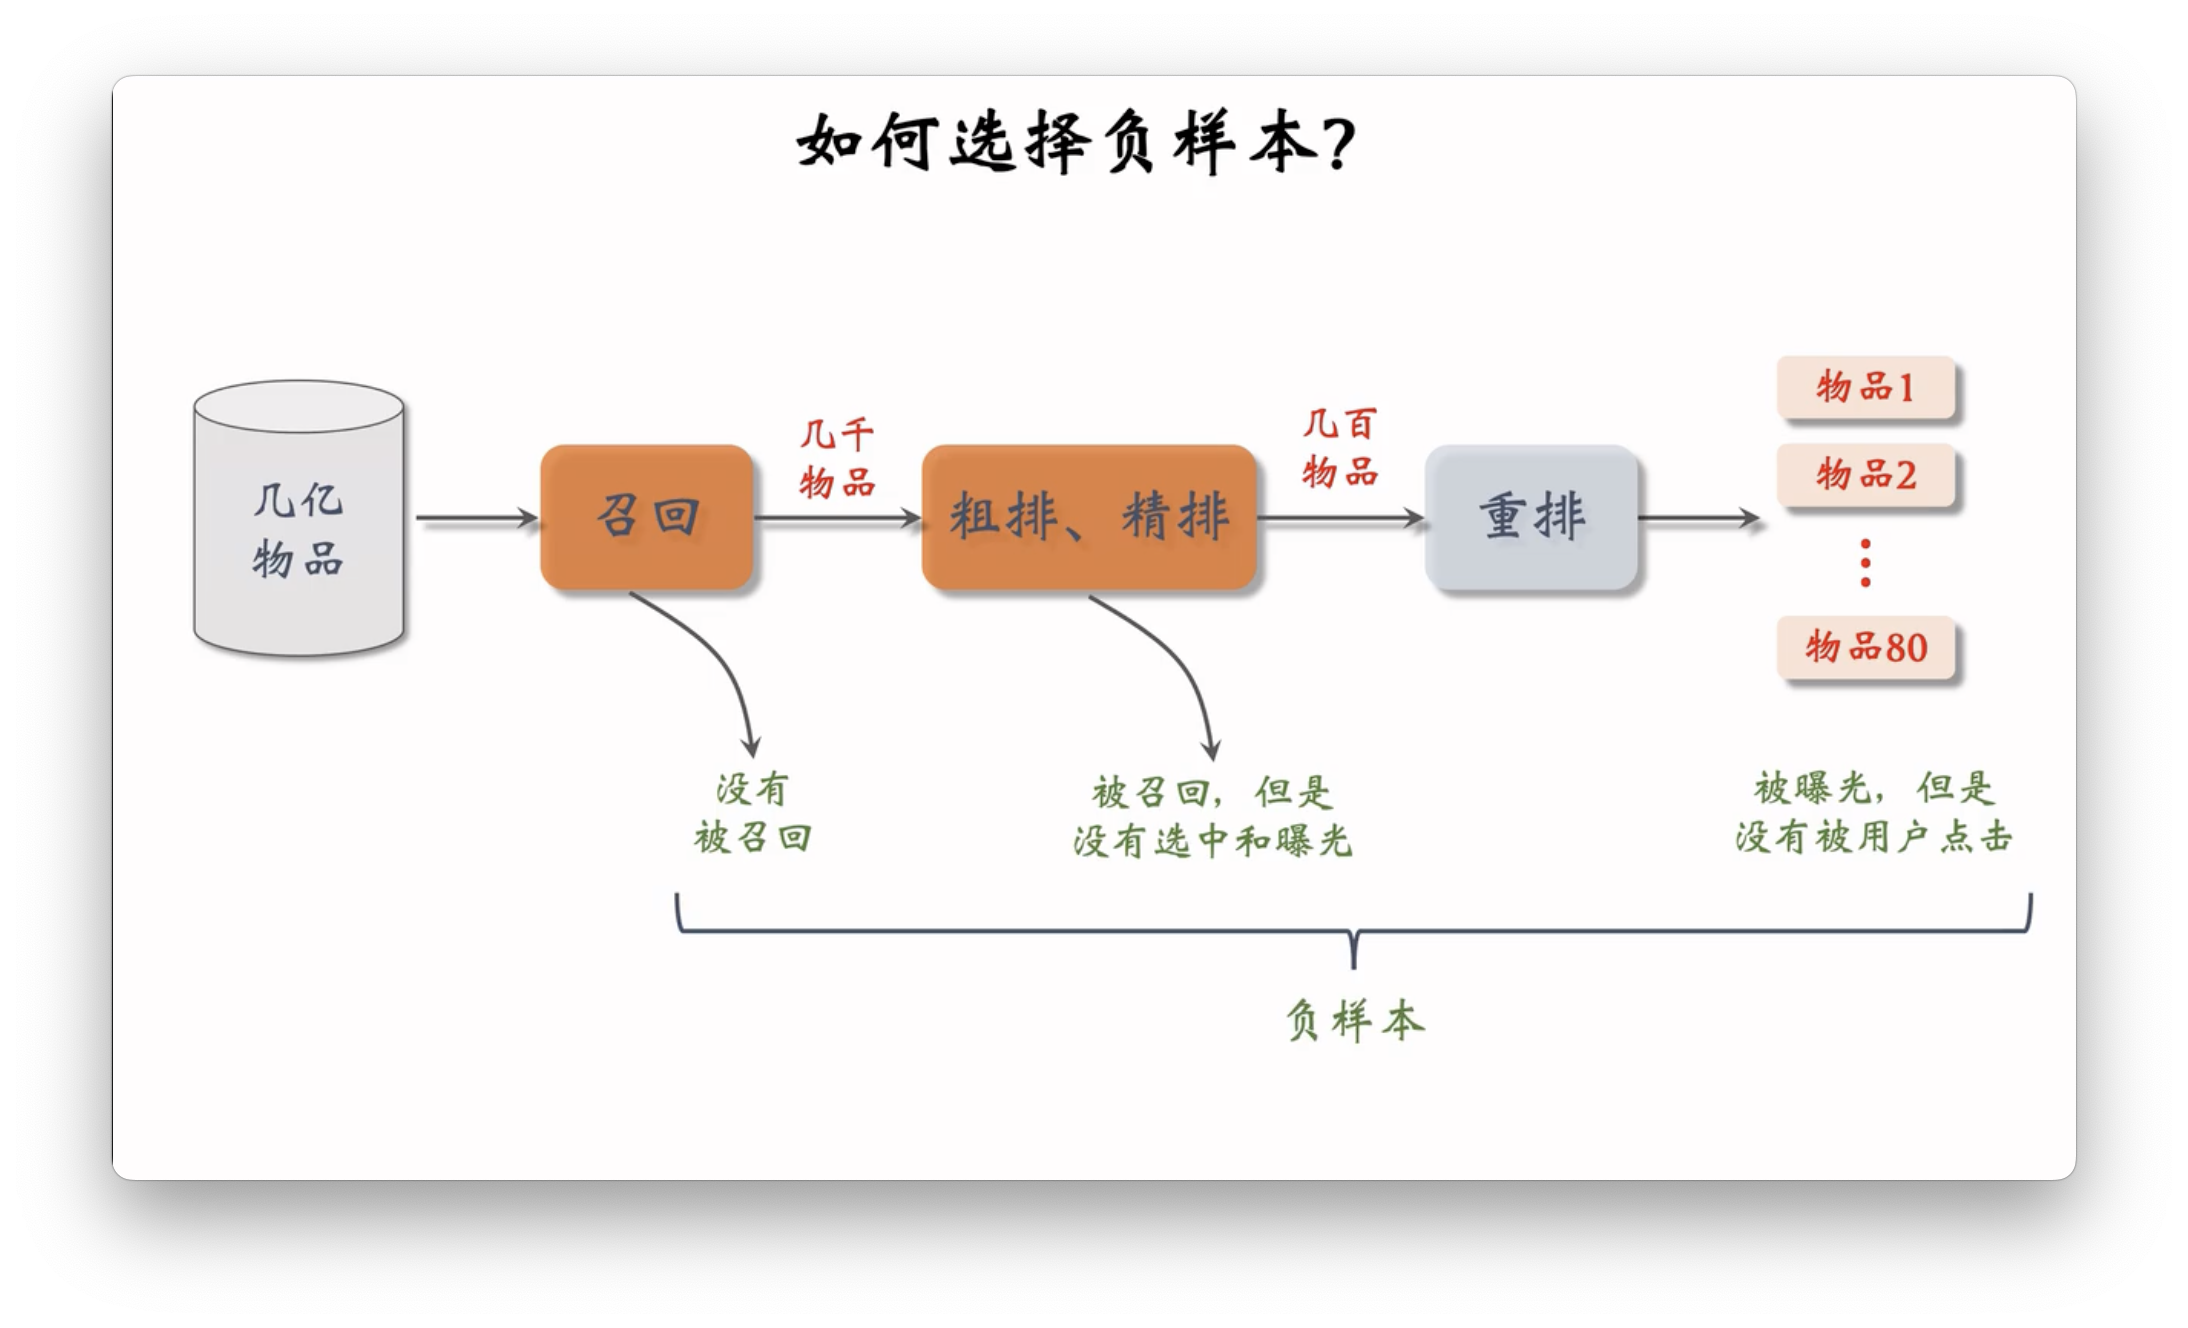 如何选择负样本?
几亿
物品
召回
几千
物品
粗排、精排
几百
物品
重排
物品1
物品2
物品80
没有
被召回
被召回，但是
没有选中和曝光
被曝光，但是
没有被用户点击
负样本